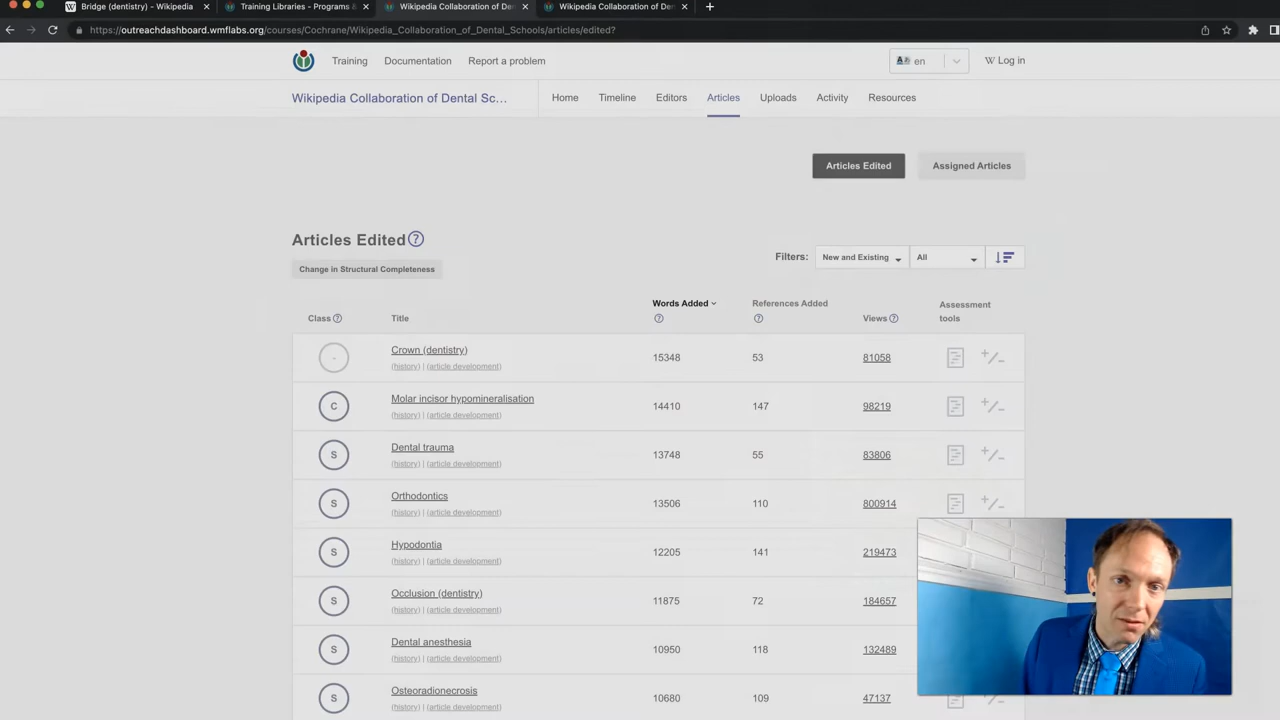 Bridge (dentistry) - Wikipedia
Training Libraries - Programs &
Wikipedia Collaboration of De
Wikipedia Collaboration of Den
https://outreachdashboard.wmflabs.org/courses/Cochrane/Wikipedia_Collaboration_of_Dental_Schools/articles/edited?
Training Documentation Report a problem
en
Log in
Wikipedia Collaboration of Dental Sc...
Home Timeline Editors Articles Uploads Activity Resources
Articles Edited Assigned Articles
Articles Edited ?
Filters: New and Existing All
Change in Structural Completeness
Class ? Title Words Added ? References Added ? Views ? Assessment tools
- Crown (dentistry) 15348 53 81058 +/-
(history) | (article development)
C Molar incisor hypomineralisation 14410 147 98219 +/-
(history) | (article development)
S Dental trauma 13748 55 83806 +/-
(history) | (article development)
S Orthodontics 13506 110 800914 +/-
(history) | (article development)
S Hypodontia 12205 141 219473
(history) | (article development)
S Occlusion (dentistry) 11875 72 184657
(history) | (article development)
S Dental anesthesia 10950 118 132489
(history) | (article development)
S Osteoradionecrosis 10680 109 47137
(history) | (article development)